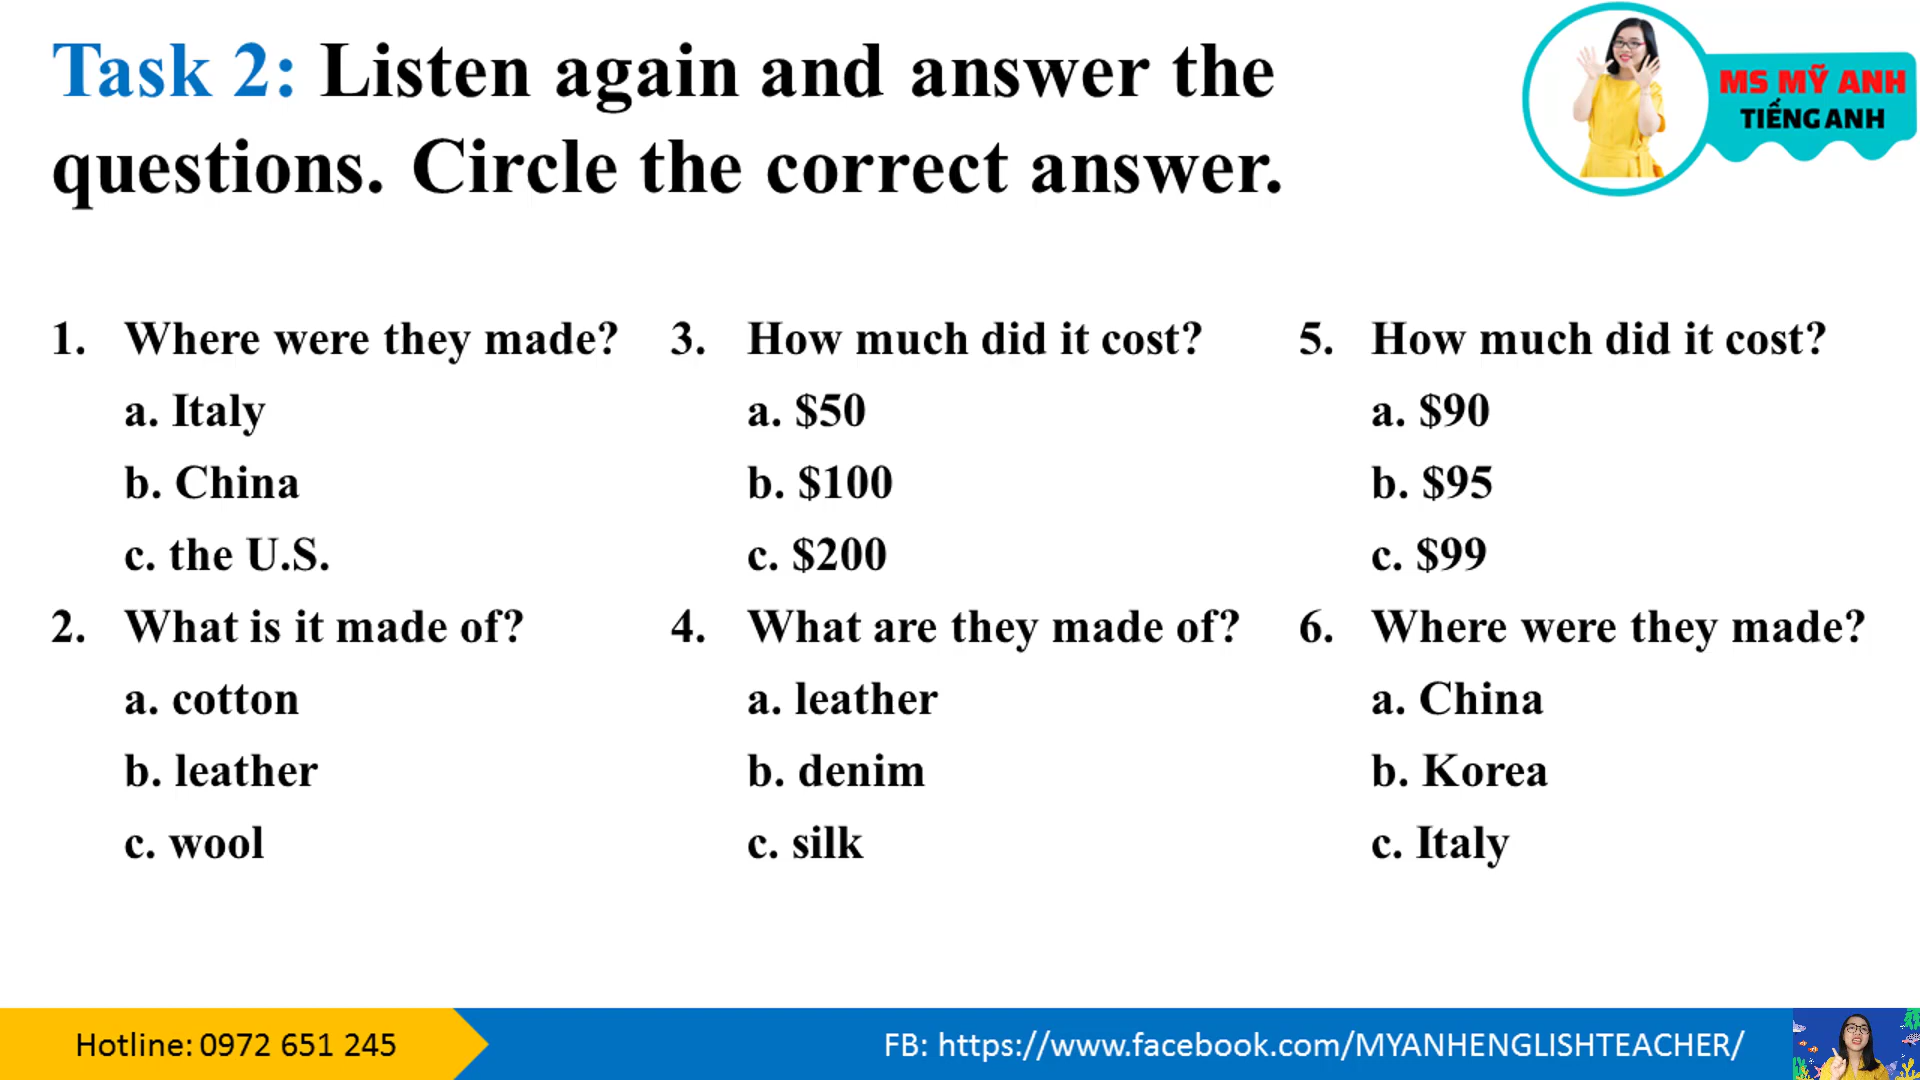 Task 2: Listen again and answer the
questions. Circle the correct answer.
MS MỸ ANH
TIẾNG ANH
1. Where were they made?
a. Italy
b. China
c. the U.S.
2. What is it made of?
a. cotton
b. leather
c. wool
3. How much did it cost?
a. $50
b. $100
c. $200
4. What are they made of?
a. leather
b. denim
c. silk
5. How much did it cost?
a. $90
b. $95
c. $99
6. Where were they made?
a. China
b. Korea
c. Italy
Hotline: 0972 651 245
FB: https://www.facebook.com/MYANHENGLISHTEACHER/